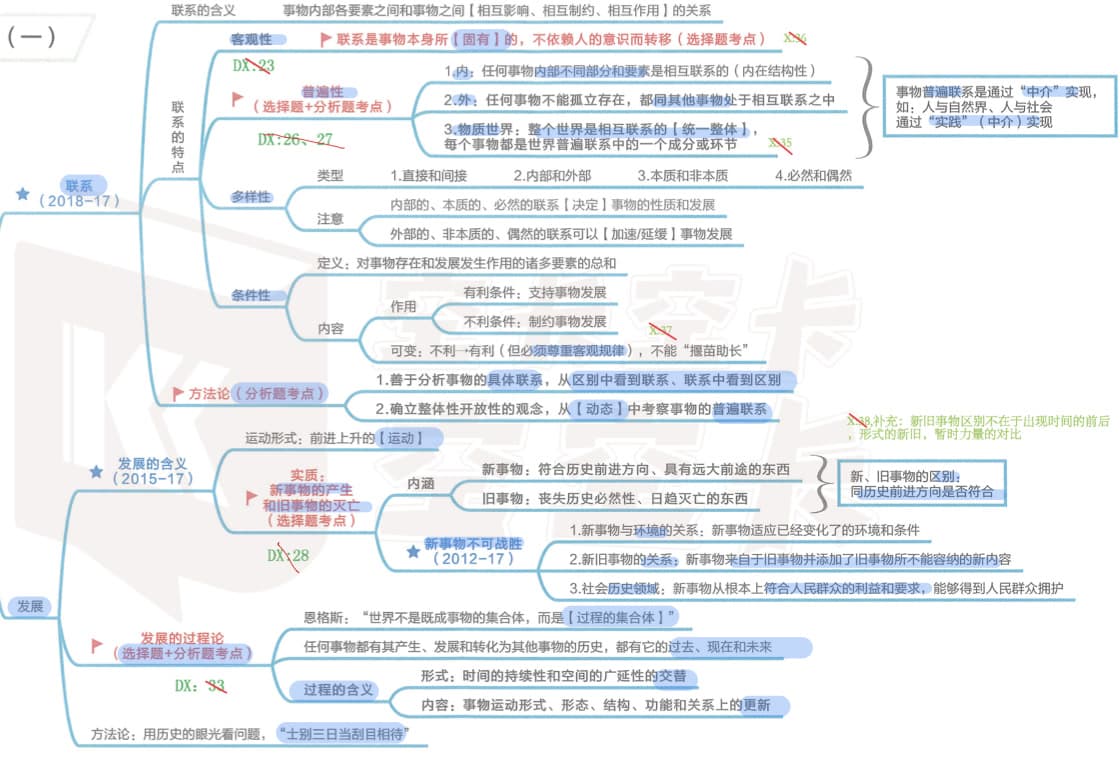 （一）
联系的含义
事物内部各要素之间和事物之间【相互影响、相互制约、相互作用】的关系
联系的特点
客观性
联系是事物本身所【固有】的，不依赖人的意识而转移（选择题考点）
DX:23
普遍性
（选择题+分析题考点）
DX:26、27
1.内：任何事物内部不同部分和要素是相互联系的（内在结构性）
2.外：任何事物不能孤立存在，都同其他事物处于相互联系之中
3.物质世界：整个世界是相互联系的【统一整体】，
每个事物都是世界普遍联系中的一个成分或环节
事物普遍联系是通过“中介”实现，
如：人与自然界、人与社会
通过“实践”（中介）实现
联系
（2018-17）
多样性
类型
1.直接和间接
2.内部和外部
3.本质和非本质
4.必然和偶然
注意
内部的、本质的、必然的联系【决定】事物的性质和发展
外部的、非本质的、偶然的联系可以【加速/延缓】事物发展
条件性
定义：对事物存在和发展发生作用的诸多要素的总和
内容
作用
有利条件：支持事物发展
不利条件：制约事物发展
X:37
可变：不利→有利（但必须尊重客观规律），不能“揠苗助长”
方法论（分析题考点）
1.善于分析事物的具体联系，从区别中看到联系、联系中看到区别
2.确立整体性开放性的观念，从【动态】中考察事物的普遍联系
补充：新旧事物区别不在于出现时间的前后
，形式的新旧，暂时力量的对比
发展
发展的含义
（2015-17）
运动形式：前进上升的【运动】
实质：
新事物的产生
和旧事物的灭亡
（选择题考点）
DX:28
内涵
新事物：符合历史前进方向、具有远大前途的东西
旧事物：丧失历史必然性、日趋灭亡的东西
新、旧事物的区别：
同历史前进方向是否符合
新事物不可战胜
（2012-17）
1.新事物与环境的关系：新事物适应已经变化了的环境和条件
2.新旧事物的关系：新事物来自于旧事物并添加了旧事物所不能容纳的新内容
3.社会历史领域：新事物从根本上符合人民群众的利益和要求，能够得到人民群众拥护
发展的过程论
（选择题+分析题考点）
DX：33
恩格斯：“世界不是既成事物的集合体，而是【过程的集合体】”
任何事物都有其产生、发展和转化为其他事物的历史，都有它的过去、现在和未来
过程的含义
形式：时间的持续性和空间的广延性的交替
内容：事物运动形式、形态、结构、功能和关系上的更新
方法论：用历史的眼光看问题，“士别三日当刮目相待”